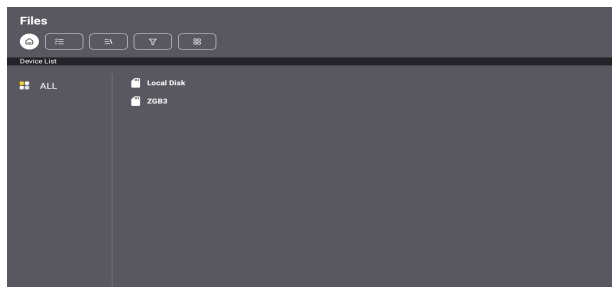 Files
Device List
ALL
Local Disk
ZGB3